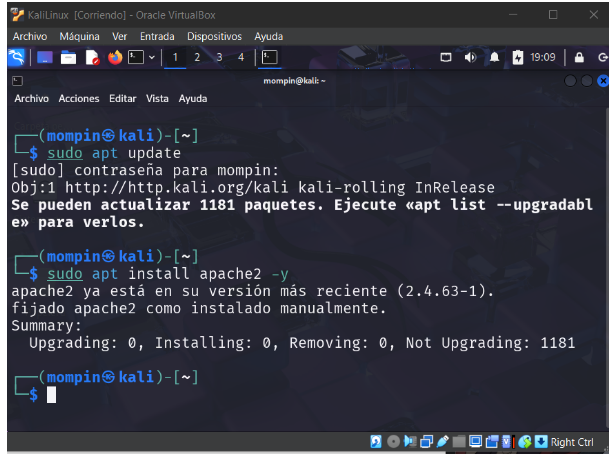 KaliLinux [Corriendo] - Oracle VirtualBox
Archivo Máquina Ver Entrada Dispositivos Ayuda
1 2 3 4 19:09
mompin@kali: ~
Archivo Acciones Editar Vista Ayuda
(mompin㉿kali)-[~]
$ sudo apt update
[sudo] contraseña para mompin:
Obj:1 http://http.kali.org/kali kali-rolling InRelease
Se pueden actualizar 1181 paquetes. Ejecute «apt list --upgradabl
e» para verlos.
(mompin㉿kali)-[~]
$ sudo apt install apache2 -y
apache2 ya está en su versión más reciente (2.4.63-1).
fijado apache2 como instalado manualmente.
Summary:
Upgrading: 0, Installing: 0, Removing: 0, Not Upgrading: 1181
(mompin㉿kali)-[~]
$
Right Ctrl